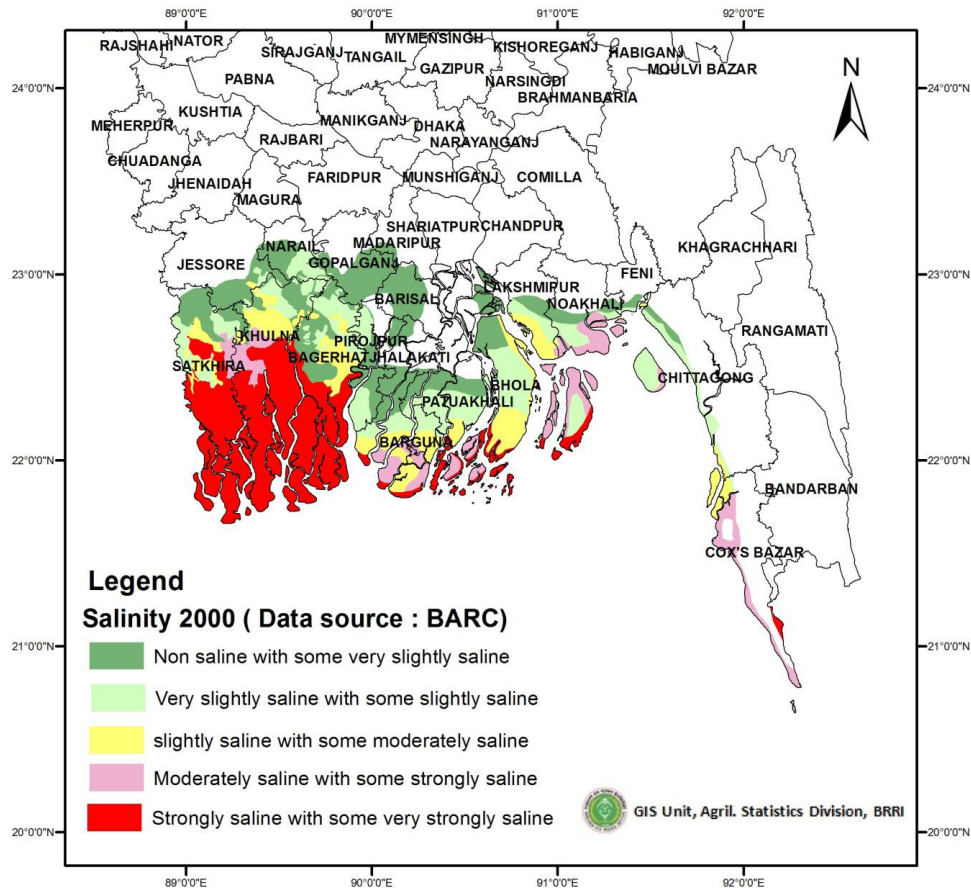 89°0'0"E 90°0'0"E 91°0'0"E 92°0'0"E
RAJSHAHI NATOR SIRAJGANJ TANGAIL MYMENSINGH KISHOREGANJ HABIGANJ
PABNA GAZIPUR NARSINGDI MOULVI BAZAR
N
24°0'0"N 24°0'0"N
MEHERPUR KUSHTIA MANIKGANJ DHAKA BRAHMANBARIA
RAJBARI NARAYANGANJ
CHUADANGA FARIDPUR MUNSHIGANJ COMILLA
JHENAIDAH
MAGURA
SHARIATPUR CHANDPUR
NARAIL MADARIPUR KHAGRACHHARI
JESSORE GOPALGANJ FENI
23°0'0"N 23°0'0"N
BARISAL LAKSHMIPUR
NOAKHALI
KHULNA PIROJPUR RANGAMATI
SATKHIRA BAGERHAT JHALAKATI
BHOLA CHITTAGONG
PATUAKHALI
BARGUNA
22°0'0"N 22°0'0"N
BANDARBAN
COX'S BAZAR
21°0'0"N 21°0'0"N
Legend
Salinity 2000 ( Data source : BARC)
Non saline with some very slightly saline
Very slightly saline with some slightly saline
slightly saline with some moderately saline
Moderately saline with some strongly saline
Strongly saline with some very strongly saline
GIS Unit, Agril. Statistics Division, BRRI
20°0'0"N 20°0'0"N
89°0'0"E 90°0'0"E 91°0'0"E 92°0'0"E